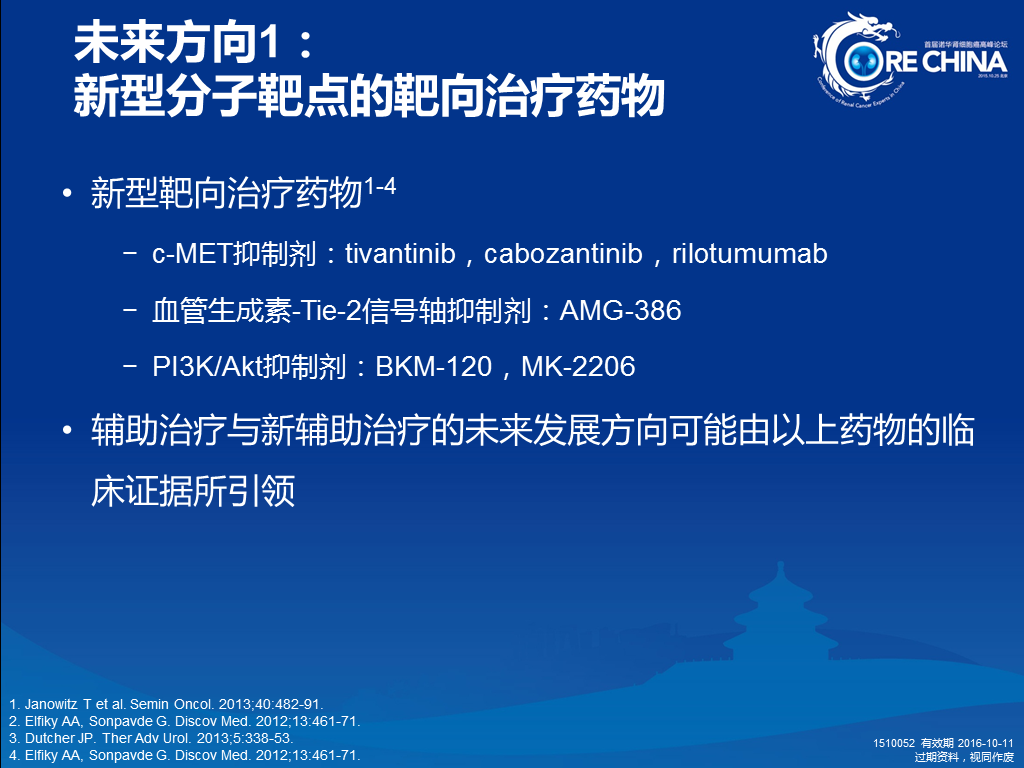 未来方向1：
新型分子靶点的靶向治疗药物
首届诺华肾细胞癌高峰论坛
CORE CHINA
2015.10.25 北京
Conference of Renal Cancer Experts in China
• 新型靶向治疗药物1-4
− c-MET抑制剂：tivantinib，cabozantinib，rilotumumab
− 血管生成素-Tie-2信号轴抑制剂：AMG-386
− PI3K/Akt抑制剂：BKM-120，MK-2206
• 辅助治疗与新辅助治疗的未来发展方向可能由以上药物的临
床证据所引领
1. Janowitz T et al. Semin Oncol. 2013;40:482-91.
2. Elfiky AA, Sonpavde G. Discov Med. 2012;13:461-71.
3. Dutcher JP. Ther Adv Urol. 2013;5:338-53.
4. Elfiky AA, Sonpavde G. Discov Med. 2012;13:461-71.
1510052 有效期 2016-10-11
过期资料，视同作废